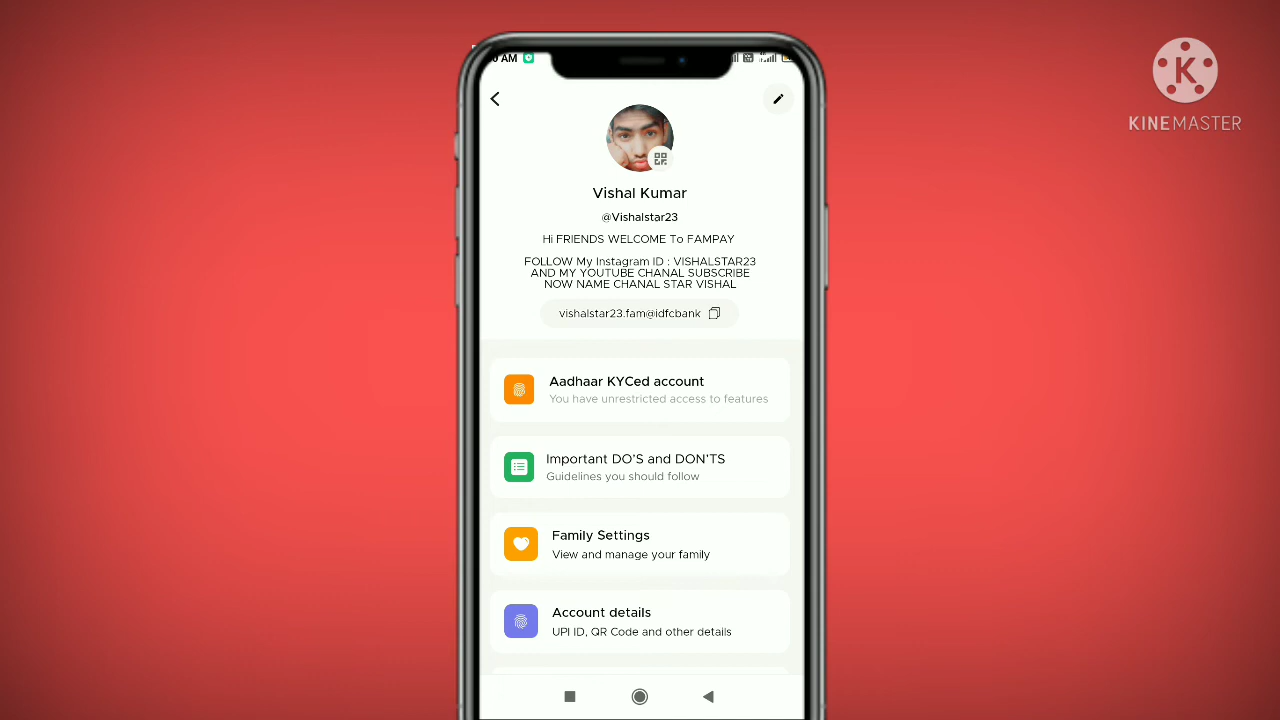 0 AM
KINEMASTER
Vishal Kumar
@Vishalstar23
Hi FRIENDS WELCOME To FAMPAY
FOLLOW My Instagram ID : VISHALSTAR23
AND MY YOUTUBE CHANAL SUBSCRIBE
NOW NAME CHANAL STAR VISHAL
vishalstar23.fam@idfcbank
Aadhaar KYCed account
You have unrestricted access to features
Important DO'S and DON'TS
Guidelines you should follow
Family Settings
View and manage your family
Account details
UPI ID, QR Code and other details